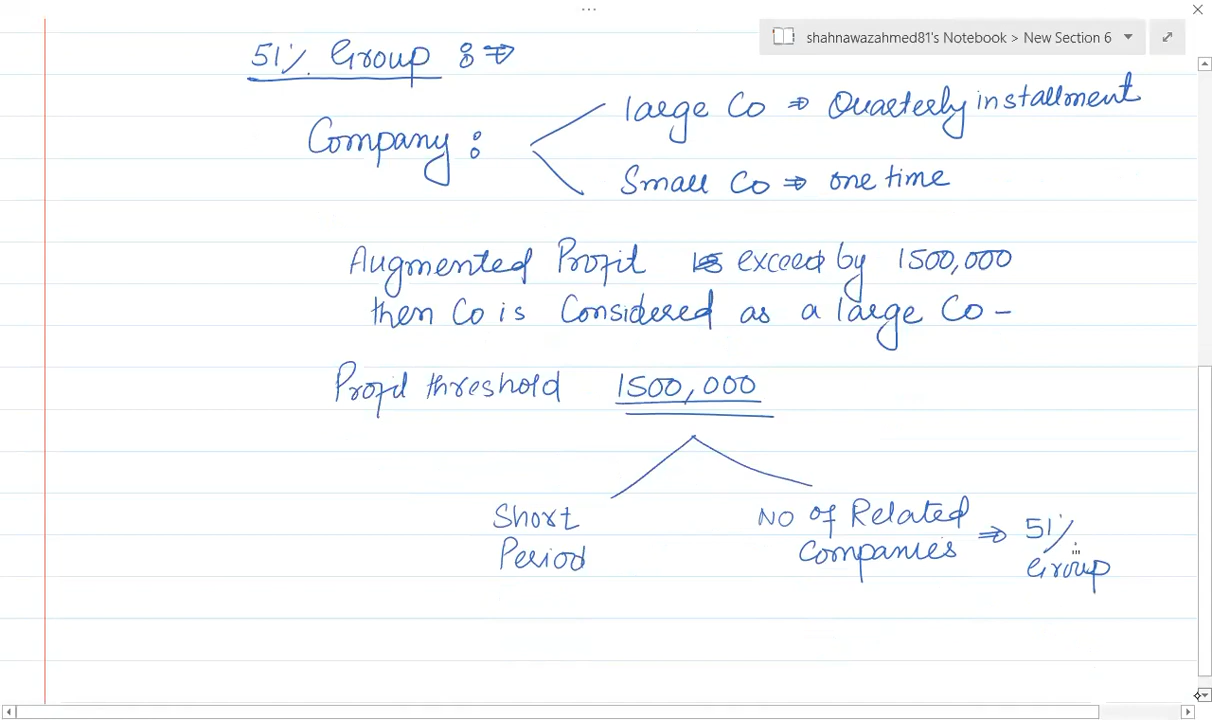 ...
shahnawazahmed81's Notebook > New Section 6
51% Group :⇒
Company :
large Co ⇒ Quarterly installment
Small Co ⇒ one time
Augmented Profit exceed by 1500,000
then Co is Considered as a large Co -
Profit threshold 1500,000
Short
Period
NO of Related
Companies ⇒ 51%
Group